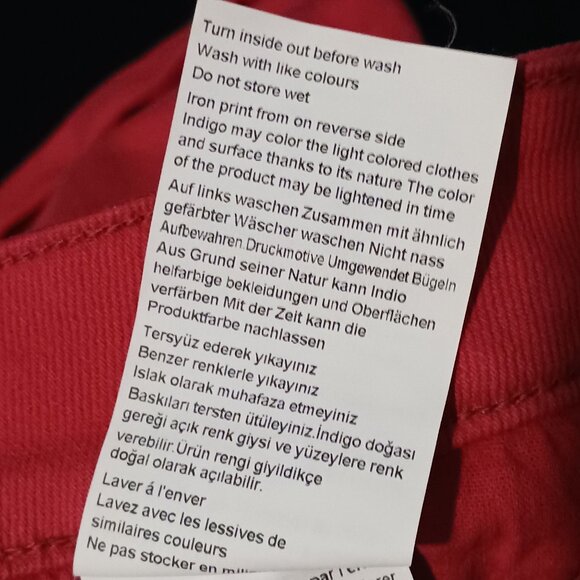 Turn inside out before wash
Wash with like colours
Do not store wet
Iron print from on reverse side
Indigo may color the light colored clothes
and surface thanks to its nature The color
of the product may be lightened in time
Auf links waschen Zusammen mit ähnlich
gefärbter Wäscher waschen Nicht nass
Aufbewahren.Druckmotive Umgewendet Bügeln
Aus Grund seiner Natur kann Indio
helfarbige bekleidungen und Oberflächen
verfärben Mit der Zeit kann die
Produktfarbe nachlassen
Tersyüz ederek yıkayınız
Benzer renklerle yıkayınız
Islak olarak muhafaza etmeyiniz
Baskıları tersten ütüleyiniz.İndigo doğası
gereği açık renk giysi ve yüzeylere renk
verebilir.Ürün rengi giyildikçe
doğal olarak açılabilir.
Laver á l'enver
Lavez avec les lessives de
similaires couleurs
Ne pas stocker en